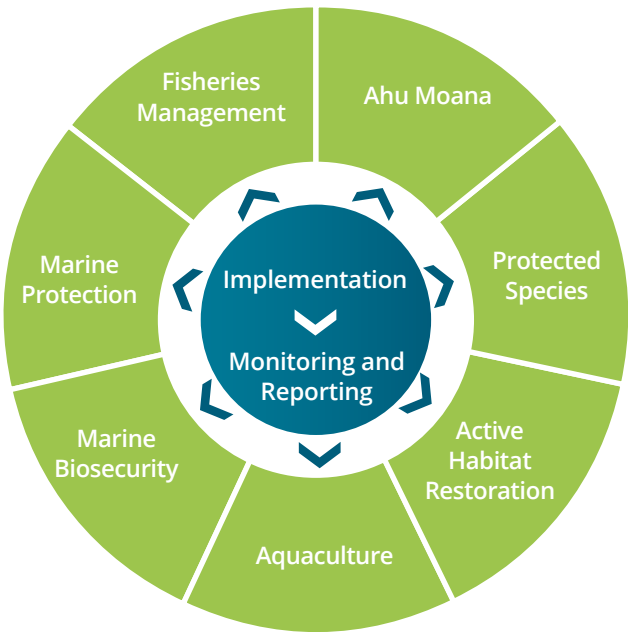 Fisheries
Management
Ahu Moana
Protected
Species
Active
Habitat
Restoration
Aquaculture
Marine
Biosecurity
Marine
Protection
Implementation
Monitoring and
Reporting